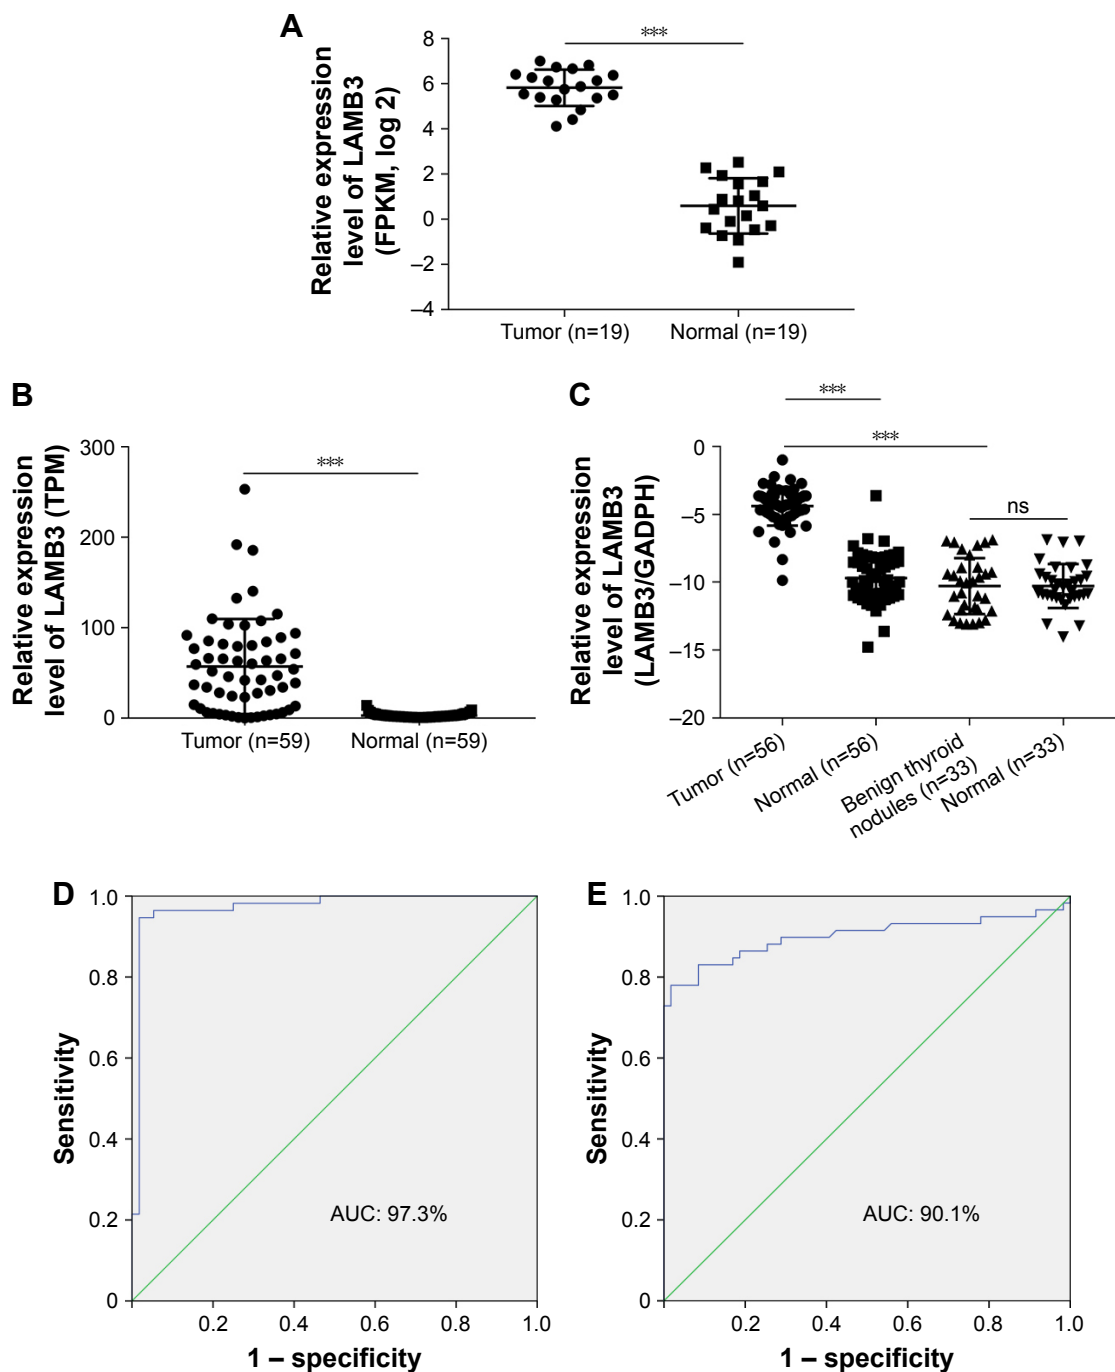 A
Relative expression
level of LAMB3
(FPKM, log 2)
8
6
4
2
0
–2
–4
***
Tumor (n=19)
Normal (n=19)
B
Relative expression
level of LAMB3 (TPM)
300
200
100
0
***
Tumor (n=59)
Normal (n=59)
C
Relative expression
level of LAMB3
(LAMB3/GADPH)
0
–5
–10
–15
–20
***
***
ns
Tumor (n=56)
Normal (n=56)
Benign thyroid
nodules (n=33)
Normal (n=33)
D
Sensitivity
1.0
0.8
0.6
0.4
0.2
0
AUC: 97.3%
0.2
0.4
0.6
0.8
1.0
1 – specificity
E
Sensitivity
1.0
0.8
0.6
0.4
0.2
0
AUC: 90.1%
0.2
0.4
0.6
0.8
1.0
1 – specificity